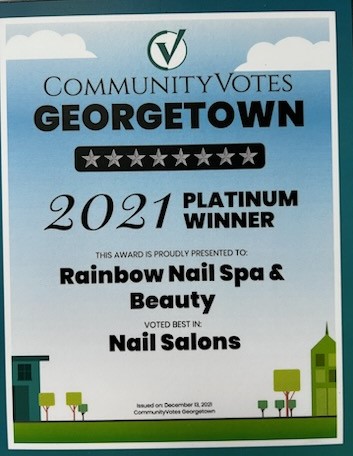 COMMUNITYVOTES
GEORGETOWN
2021 PLATINUM
WINNER
THIS AWARD IS PROUDLY PRESENTED TO:
Rainbow Nail Spa &
Beauty
VOTED BEST IN:
Nail Salons
Issued on: December 13, 2021
CommunityVotes Georgetown